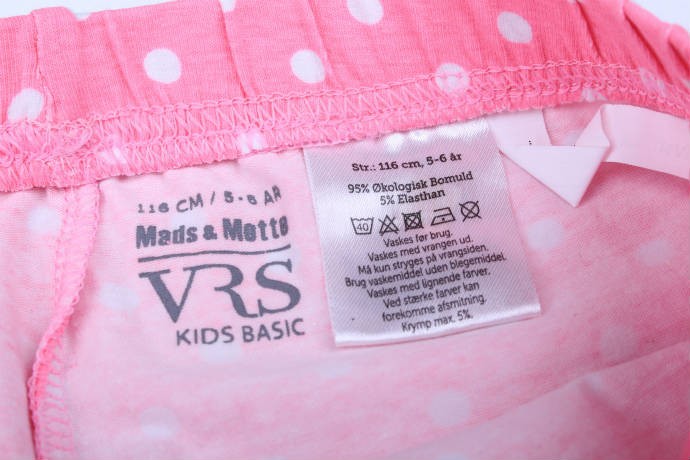 116 CM / 5-6 ÅR
Mads & Mette
VRS
KIDS BASIC
Str.: 116 cm, 5-6 år
95% Økologisk Bomuld
5% Elasthan
40
Vaskes før brug.
Vaskes med vrangen ud.
Må kun stryges på vrangsiden.
Brug vaskemiddel uden blegemiddel.
Vaskes med lignende farver.
Ved stærke farver kan
forekomme afsmitning.
Krymp max. 5%.